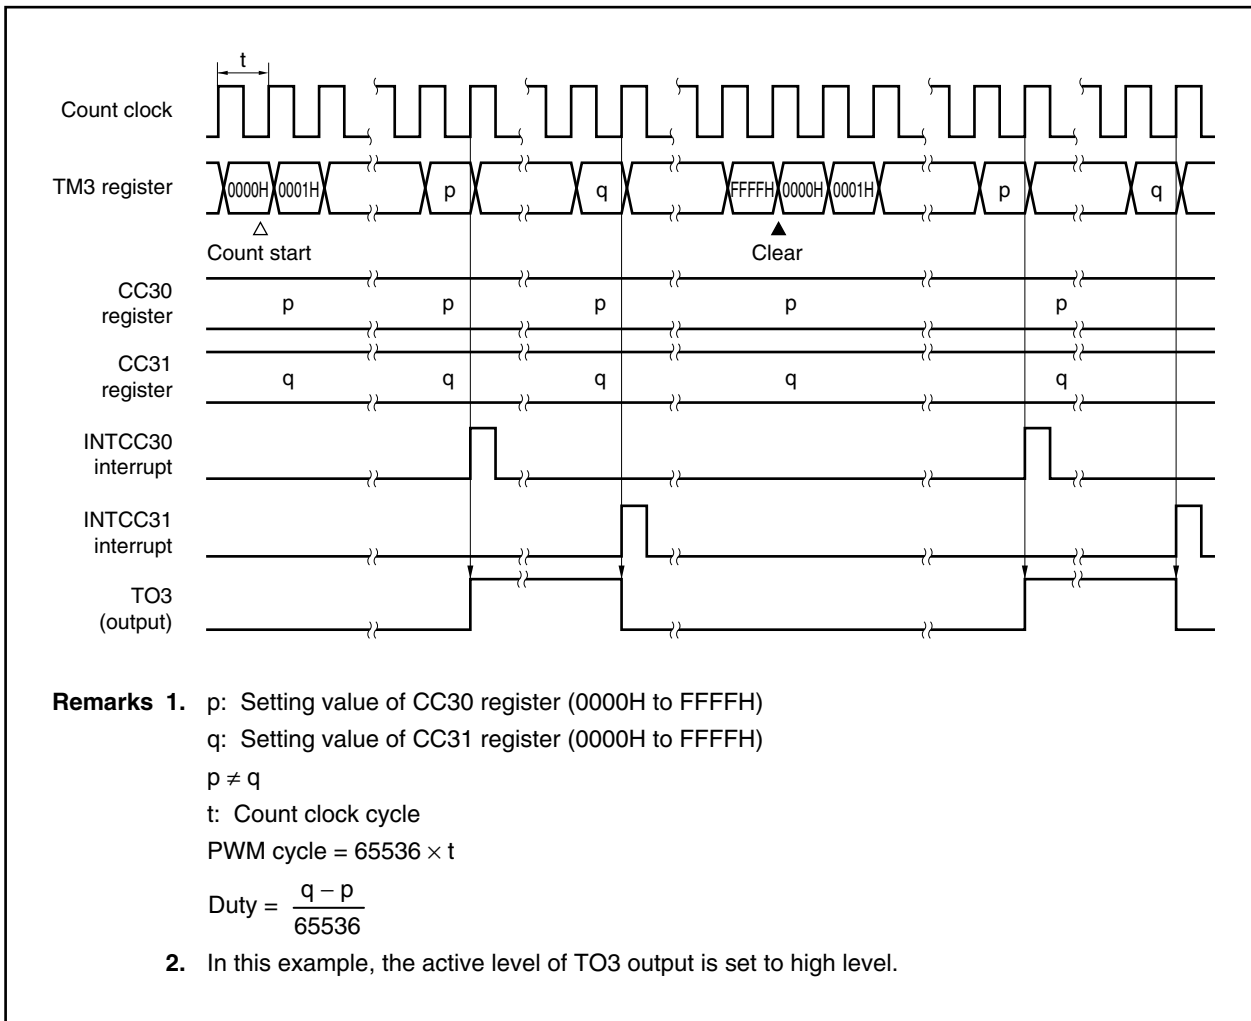 t
Count clock
TM3 register
0000H 0001H p q FFFFH 0000H 0001H p q
△ ▲
Count start Clear
CC30
register
p p p p p
CC31
register
q q q q q
INTCC30
interrupt
INTCC31
interrupt
TO3
(output)
Remarks 1. p: Setting value of CC30 register (0000H to FFFFH)
q: Setting value of CC31 register (0000H to FFFFH)
p ≠ q
t: Count clock cycle
PWM cycle = 65536 × t
Duty = q − p
65536
2. In this example, the active level of TO3 output is set to high level.